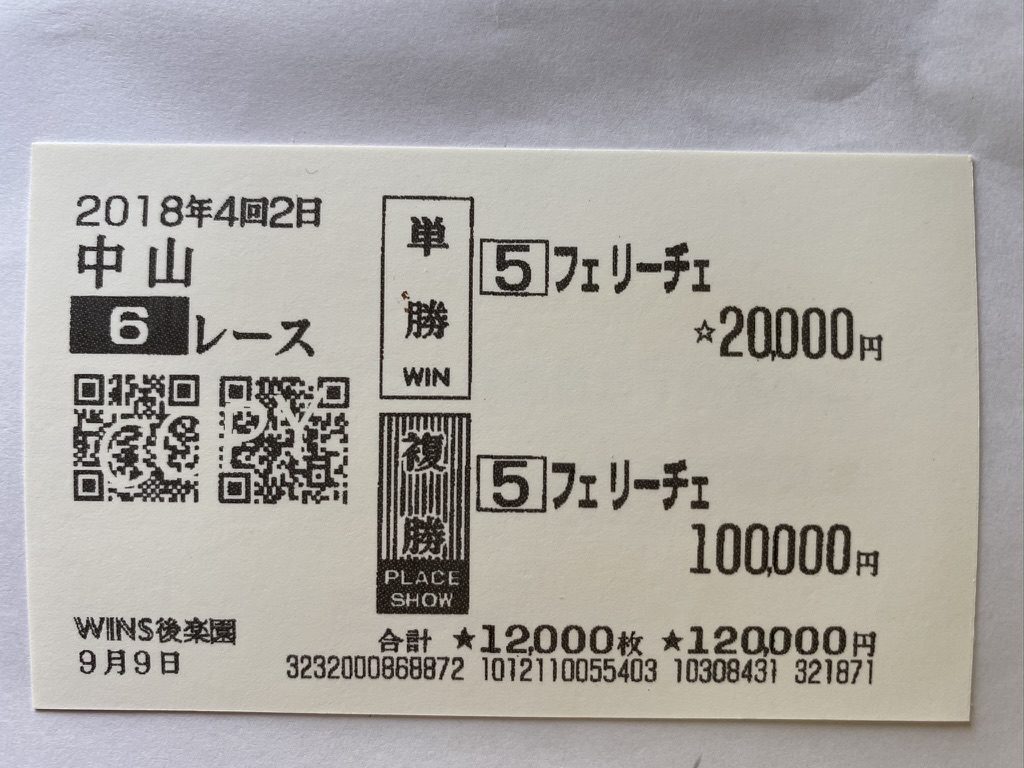 2018年4回2日
中山
6レース
COPY
WINS後楽園
9月9日
単勝
WIN
5フェリーチェ
☆20,000円
複勝
PLACE
SHOW
5フェリーチェ
100,000円
合計 ★12,000枚 ★120,000円
3232000868872 1012110055403 10308431 321871